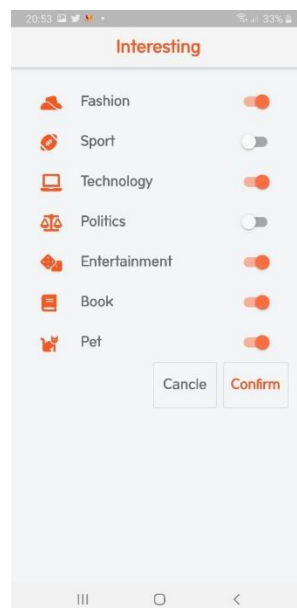 20:53 33%
Interesting
Fashion
Sport
Technology
Politics
Entertainment
Book
Pet
Cancle Confirm